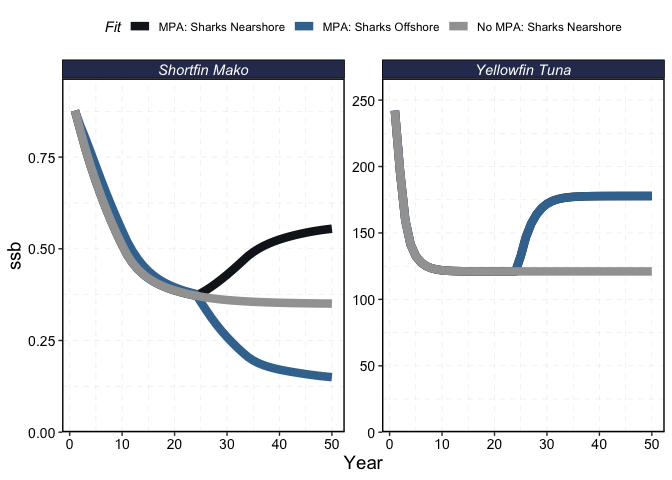 Fit MPA: Sharks Nearshore MPA: Sharks Offshore No MPA: Sharks Nearshore
Shortfin Mako Yellowfin Tuna
ssb
0.75
0.50
0.25
0.00
250
200
150
100
50
0
0 10 20 30 40 50 0 10 20 30 40 50
Year